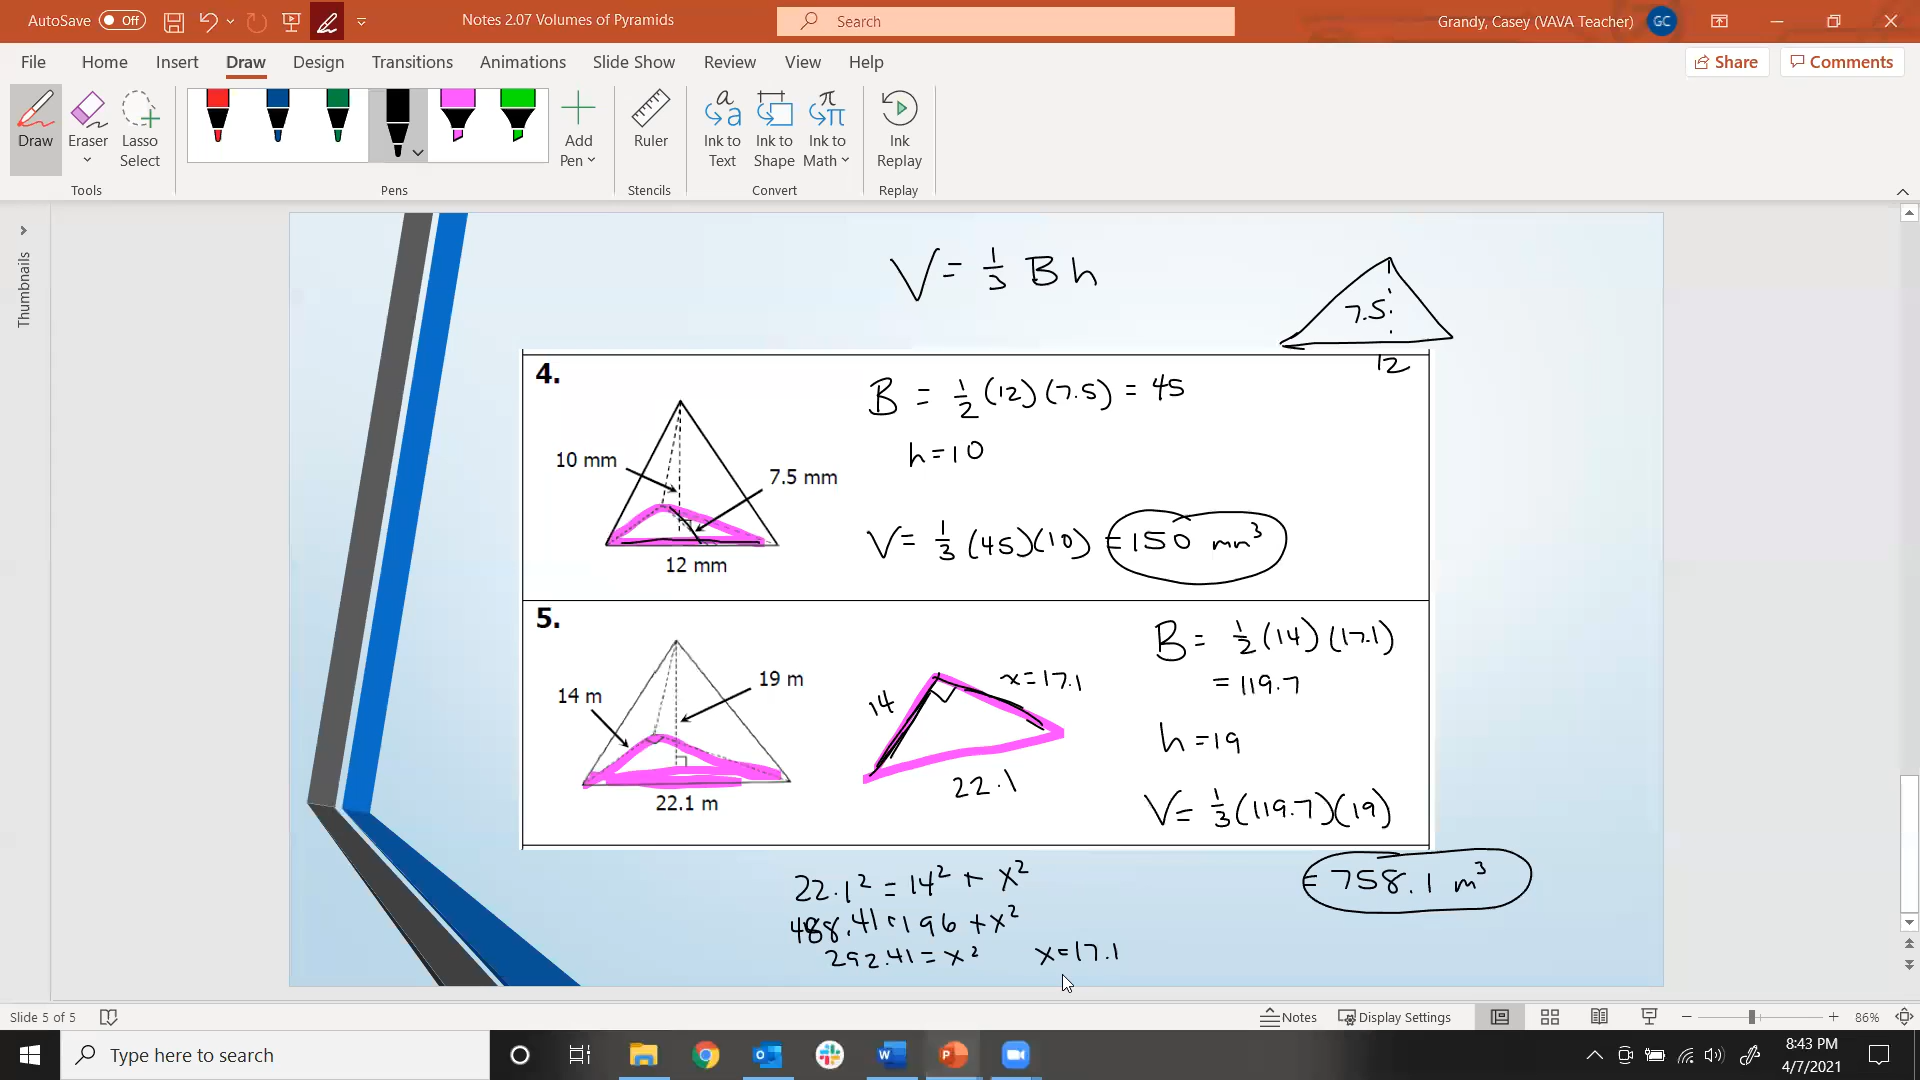 AutoSave Off Notes 2.07 Volumes of Pyramids Search Grandy, Casey (VAVA Teacher) GC
File Home Insert Draw Design Transitions Animations Slide Show Review View Help Share Comments
Draw Eraser Lasso Select Add Pen Ruler Ink to Text Ink to Shape Ink to Math Ink Replay
Tools Pens Stencils Convert Replay
Thumbnails
V = 1/3 B h
7.5
12
4.
10 mm
7.5 mm
12 mm
B = 1/2 (12)(7.5) = 45
h = 10
V = 1/3 (45)(10) = 150 mm³
5.
14 m
19 m
22.1 m
14
x = 17.1
22.1
B = 1/2 (14)(17.1)
= 119.7
h = 19
V = 1/3 (119.7)(19)
= 758.1 m³
22.1² = 14² + x²
488.41 = 196 + x²
292.41 = x² x = 17.1
Slide 5 of 5 Notes Display Settings 86%
Type here to search
8:43 PM
4/7/2021